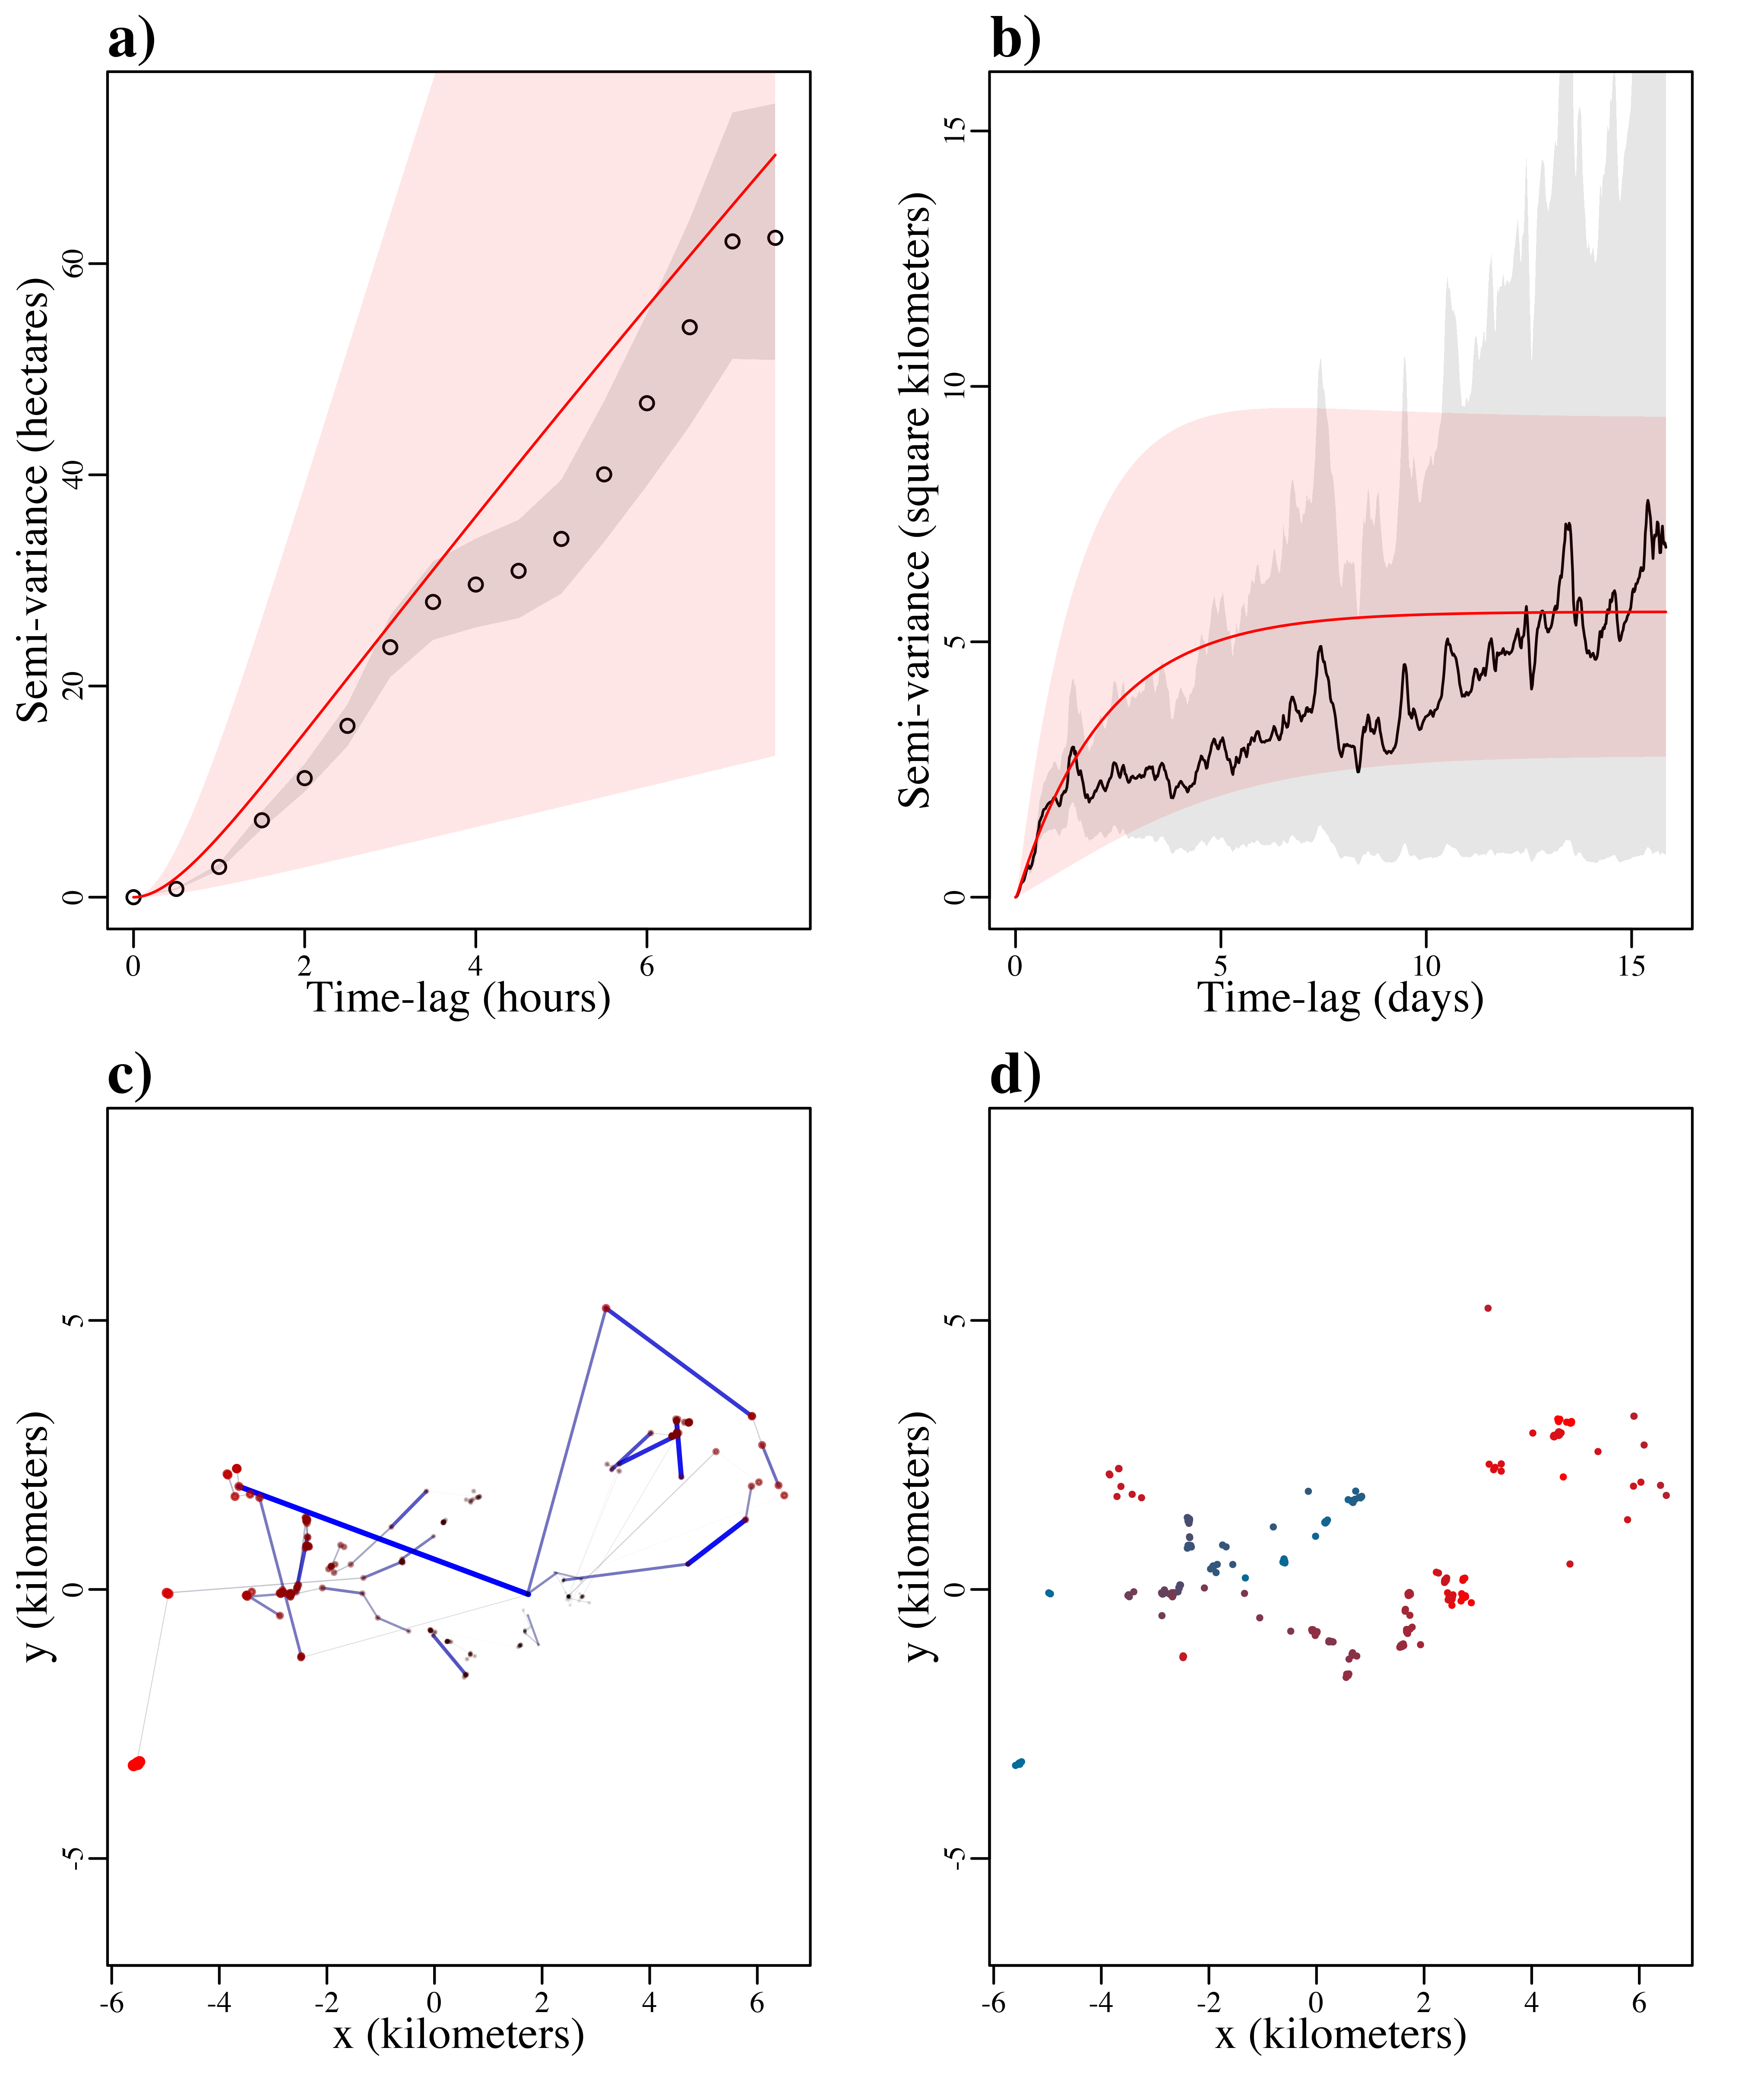 a)
Semi-variance (hectares)
60
40
20
0
0 2 4 6
Time-lag (hours)
b)
Semi-variance (square kilometers)
15
10
5
0
0 5 10 15
Time-lag (days)
c)
y (kilometers)
5
0
-5
-6 -4 -2 0 2 4 6
x (kilometers)
d)
y (kilometers)
5
0
-5
-6 -4 -2 0 2 4 6
x (kilometers)